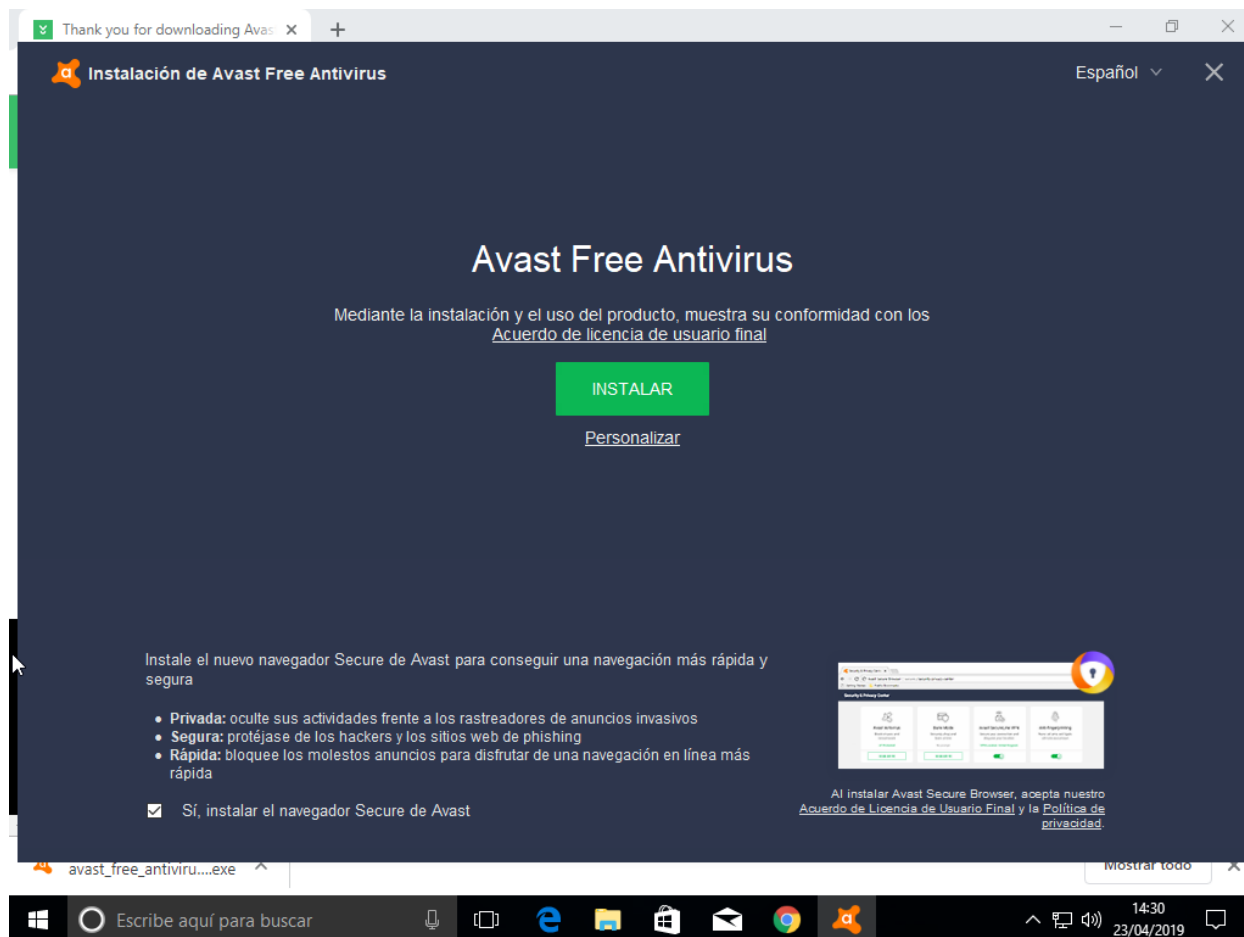 Thank you for downloading Avas
Instalación de Avast Free Antivirus
Español
Avast Free Antivirus
Mediante la instalación y el uso del producto, muestra su conformidad con los
Acuerdo de licencia de usuario final
INSTALAR
Personalizar
Instale el nuevo navegador Secure de Avast para conseguir una navegación más rápida y
segura
Privada: oculte sus actividades frente a los rastreadores de anuncios invasivos
Segura: protéjase de los hackers y los sitios web de phishing
Rápida: bloquee los molestos anuncios para disfrutar de una navegación en línea más
rápida
Sí, instalar el navegador Secure de Avast
Security & Privacy Center
Al instalar Avast Secure Browser, acepta nuestro
Acuerdo de Licencia de Usuario Final y la Política de
privacidad.
avast_free_antiviru....exe
Mostrar todo
Escribe aquí para buscar
14:30
23/04/2019